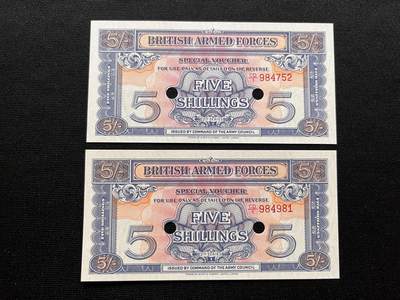 5/- 5/-
BRITISH ARMED FORCES
SPECIAL VOUCHER
FOR USE ONLY AS DETAILED ON THE REVERSE
984752
5 FIVE SHILLINGS 5
5/- 5/-
ISSUED BY COMMAND OF THE ARMY COUNCIL
5/- 5/-
BRITISH ARMED FORCES
SPECIAL VOUCHER
FOR USE ONLY AS DETAILED ON THE REVERSE
984981
5 FIVE SHILLINGS 5
5/- 5/-
ISSUED BY COMMAND OF THE ARMY COUNCIL